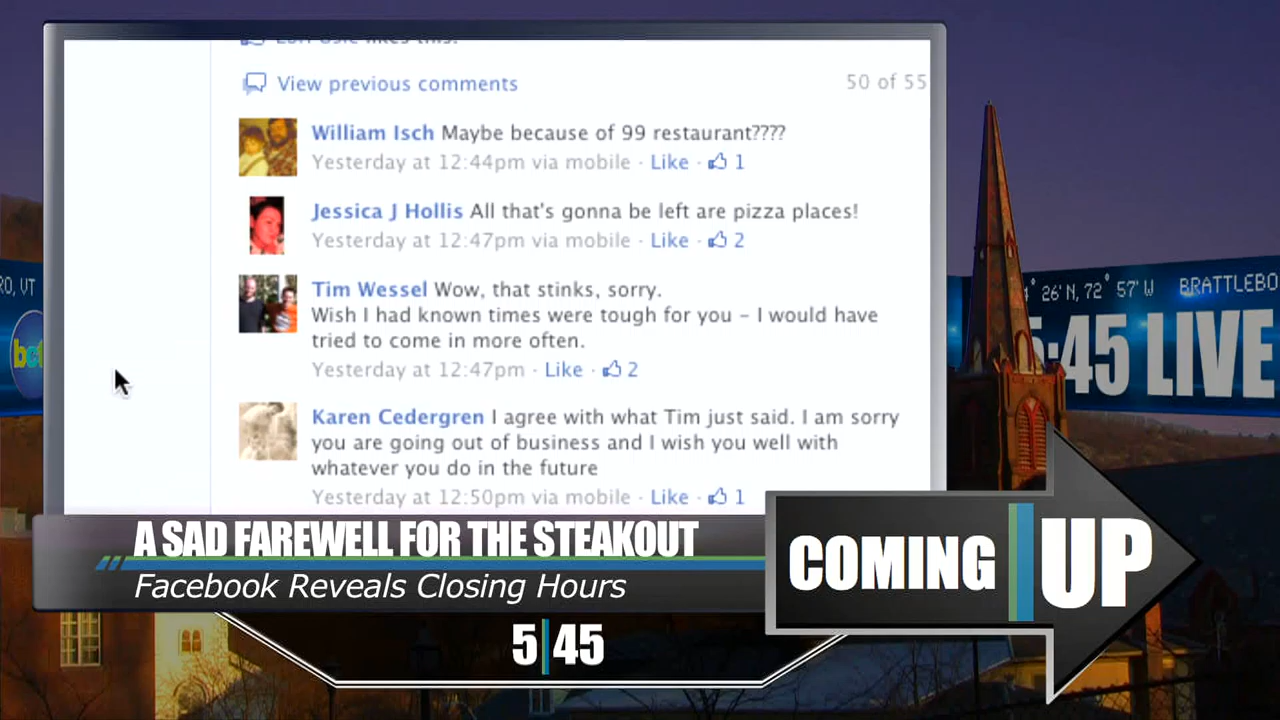 likes this.
View previous comments
50 of 55
William Isch Maybe because of 99 restaurant????
Yesterday at 12:44pm via mobile · Like · 1
Jessica J Hollis All that's gonna be left are pizza places!
Yesterday at 12:47pm via mobile · Like · 2
Tim Wessel Wow, that stinks, sorry.
Wish I had known times were tough for you – I would have
tried to come in more often.
Yesterday at 12:47pm · Like · 2
Karen Cedergren I agree with what Tim just said. I am sorry
you are going out of business and I wish you well with
whatever you do in the future
Yesterday at 12:50pm via mobile · Like · 1
RO, VT
26' N, 72° 57' W BRATTLEBO
5:45 LIVE
A SAD FAREWELL FOR THE STEAKOUT
Facebook Reveals Closing Hours
COMING UP
5 45